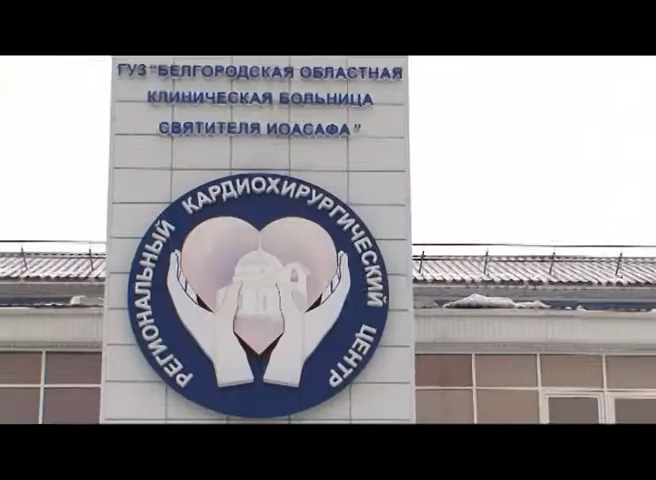 ГУЗ "БЕЛГОРОДСКАЯ ОБЛАСТНАЯ
КЛИНИЧЕСКАЯ БОЛЬНИЦА
СВЯТИТЕЛЯ ИОАСАФА"
РЕГИОНАЛЬНЫЙ КАРДИОХИРУРГИЧЕСКИЙ ЦЕНТР